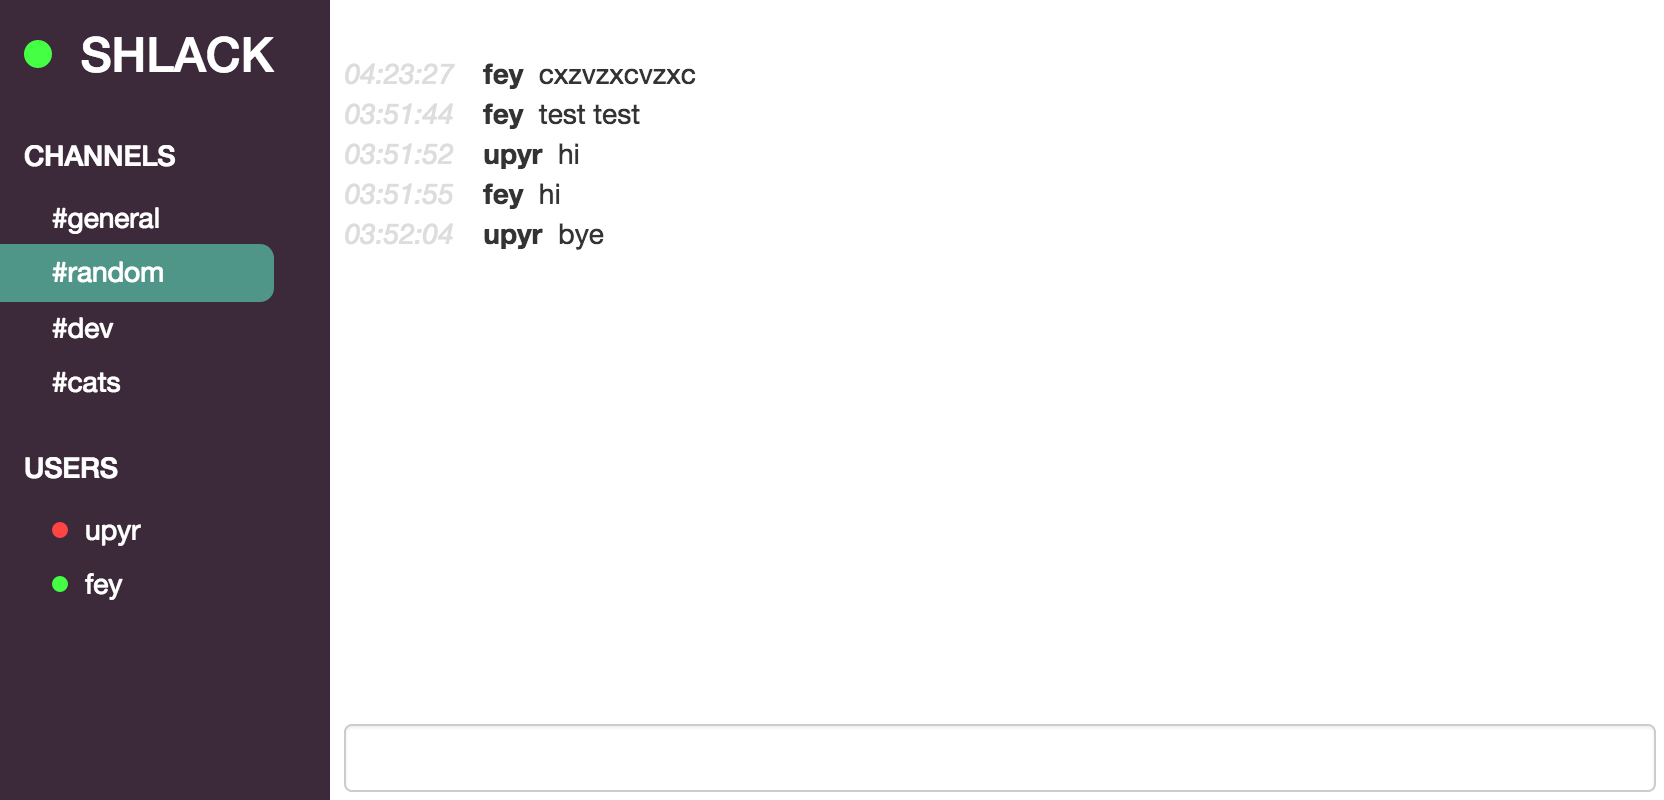 SHLACK
CHANNELS
#general
#random
#dev
#cats
USERS
upyr
fey
04:23:27 fey cxzvzxcvzxc
03:51:44 fey test test
03:51:52 upyr hi
03:51:55 fey hi
03:52:04 upyr bye